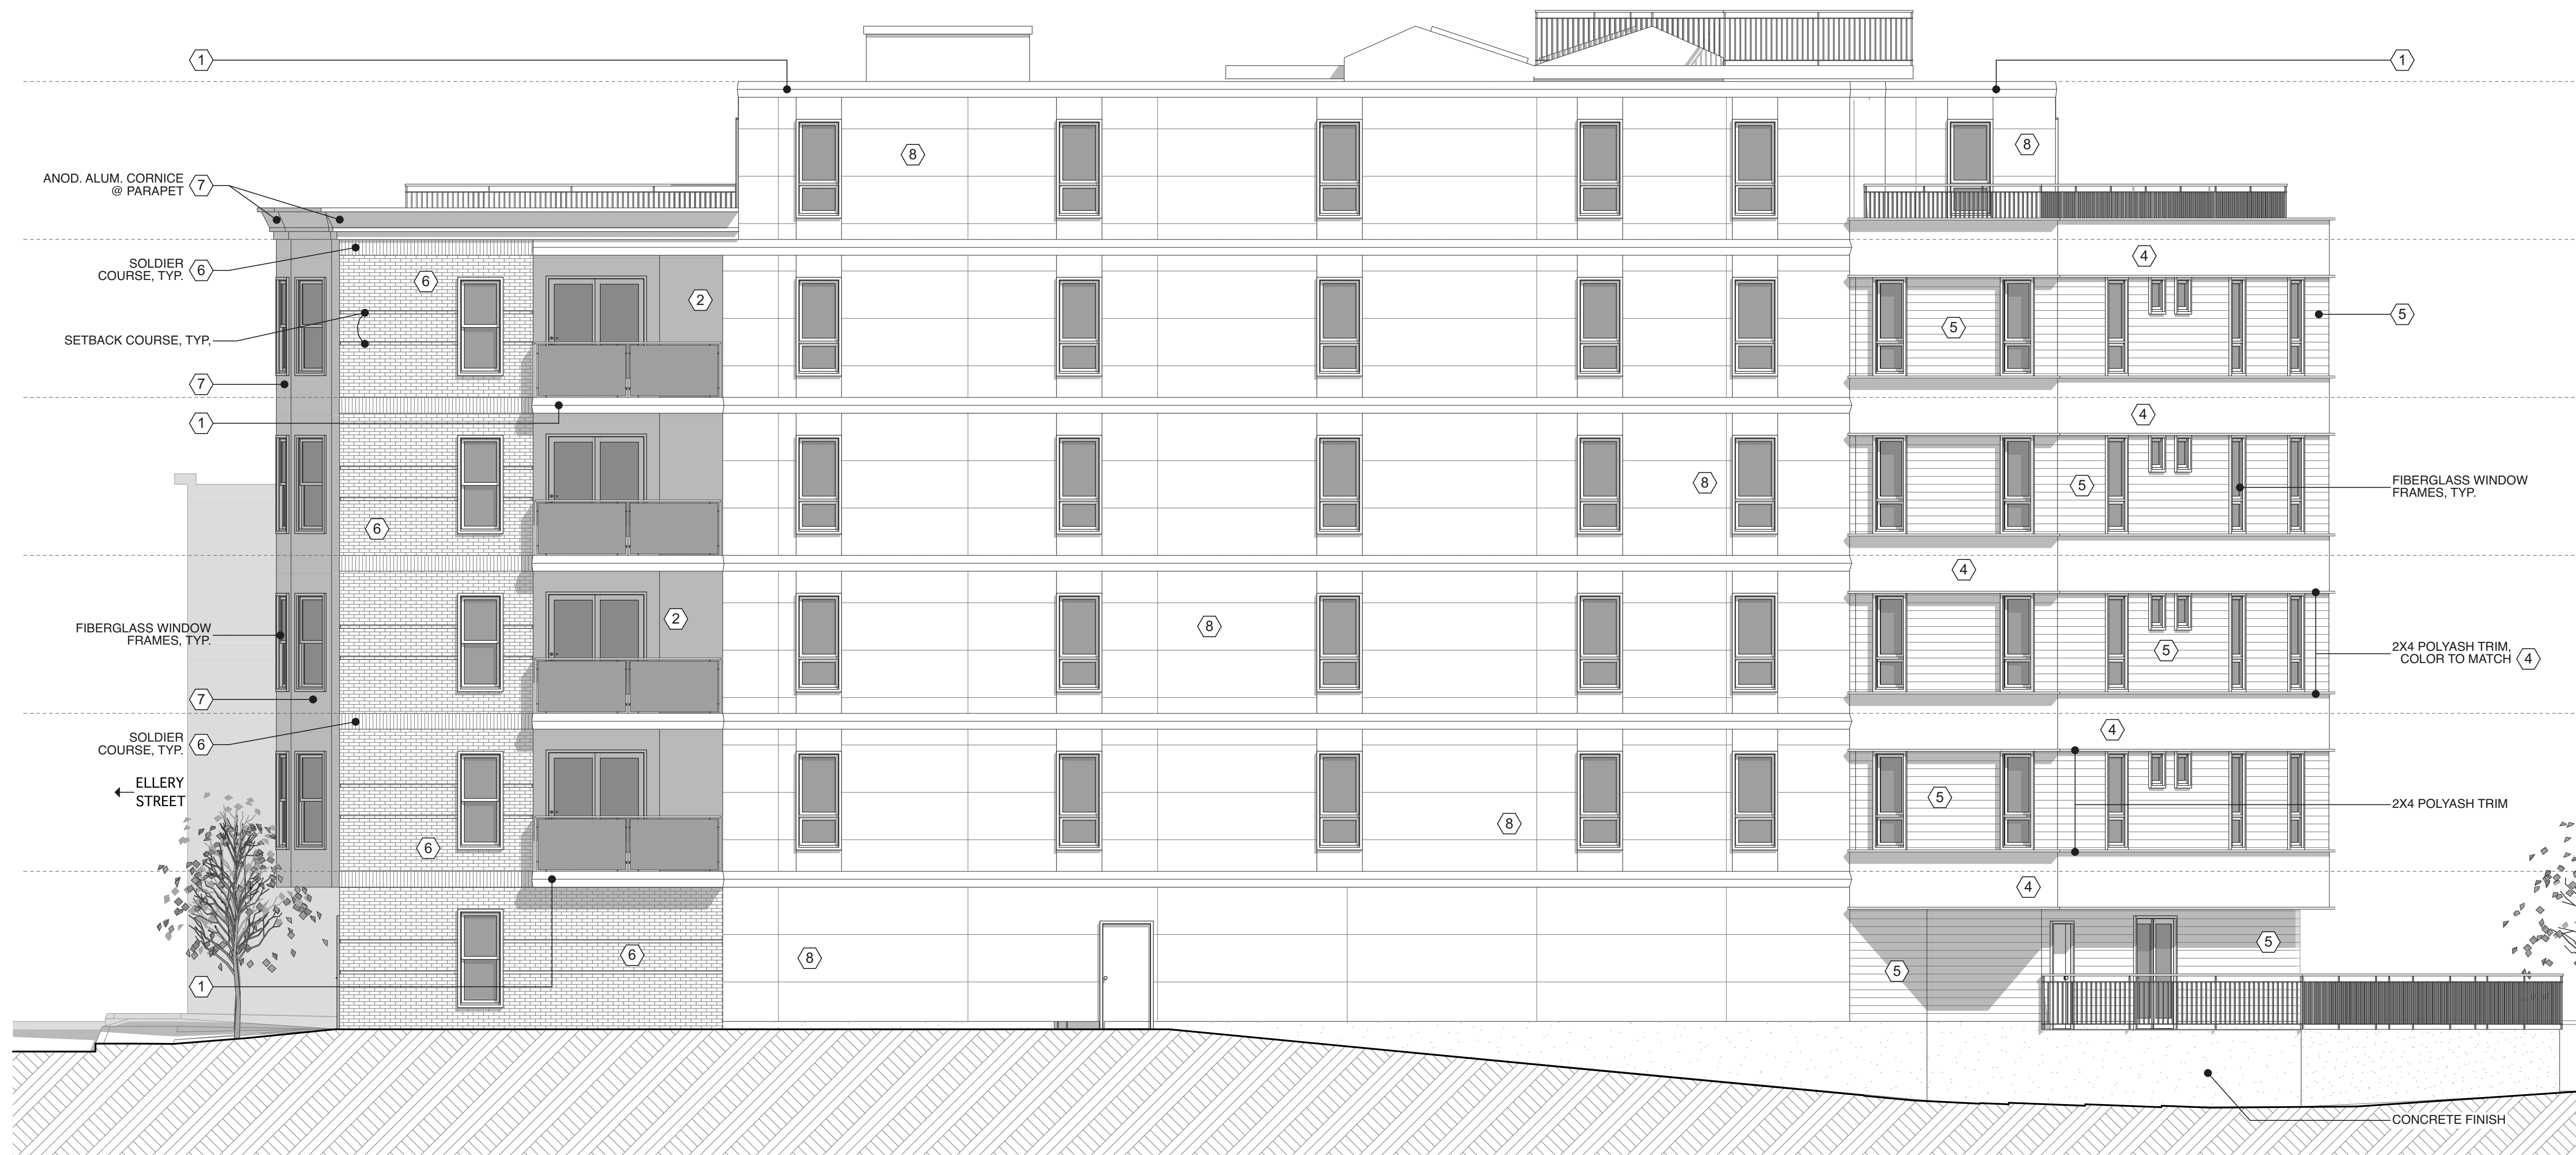 1
1
8
8
ANOD. ALUM. CORNICE
@ PARAPET
7
SOLDIER
COURSE, TYP.
6
6
2
4
5
5
SETBACK COURSE, TYP,
7
1
4
8
5
FIBERGLASS WINDOW
FRAMES, TYP.
6
4
8
2
FIBERGLASS WINDOW
FRAMES, TYP.
5
2X4 POLYASH TRIM,
COLOR TO MATCH
4
7
SOLDIER
COURSE, TYP.
6
4
ELLERY
STREET
5
2X4 POLYASH TRIM
8
6
4
6
8
5
5
1
CONCRETE FINISH